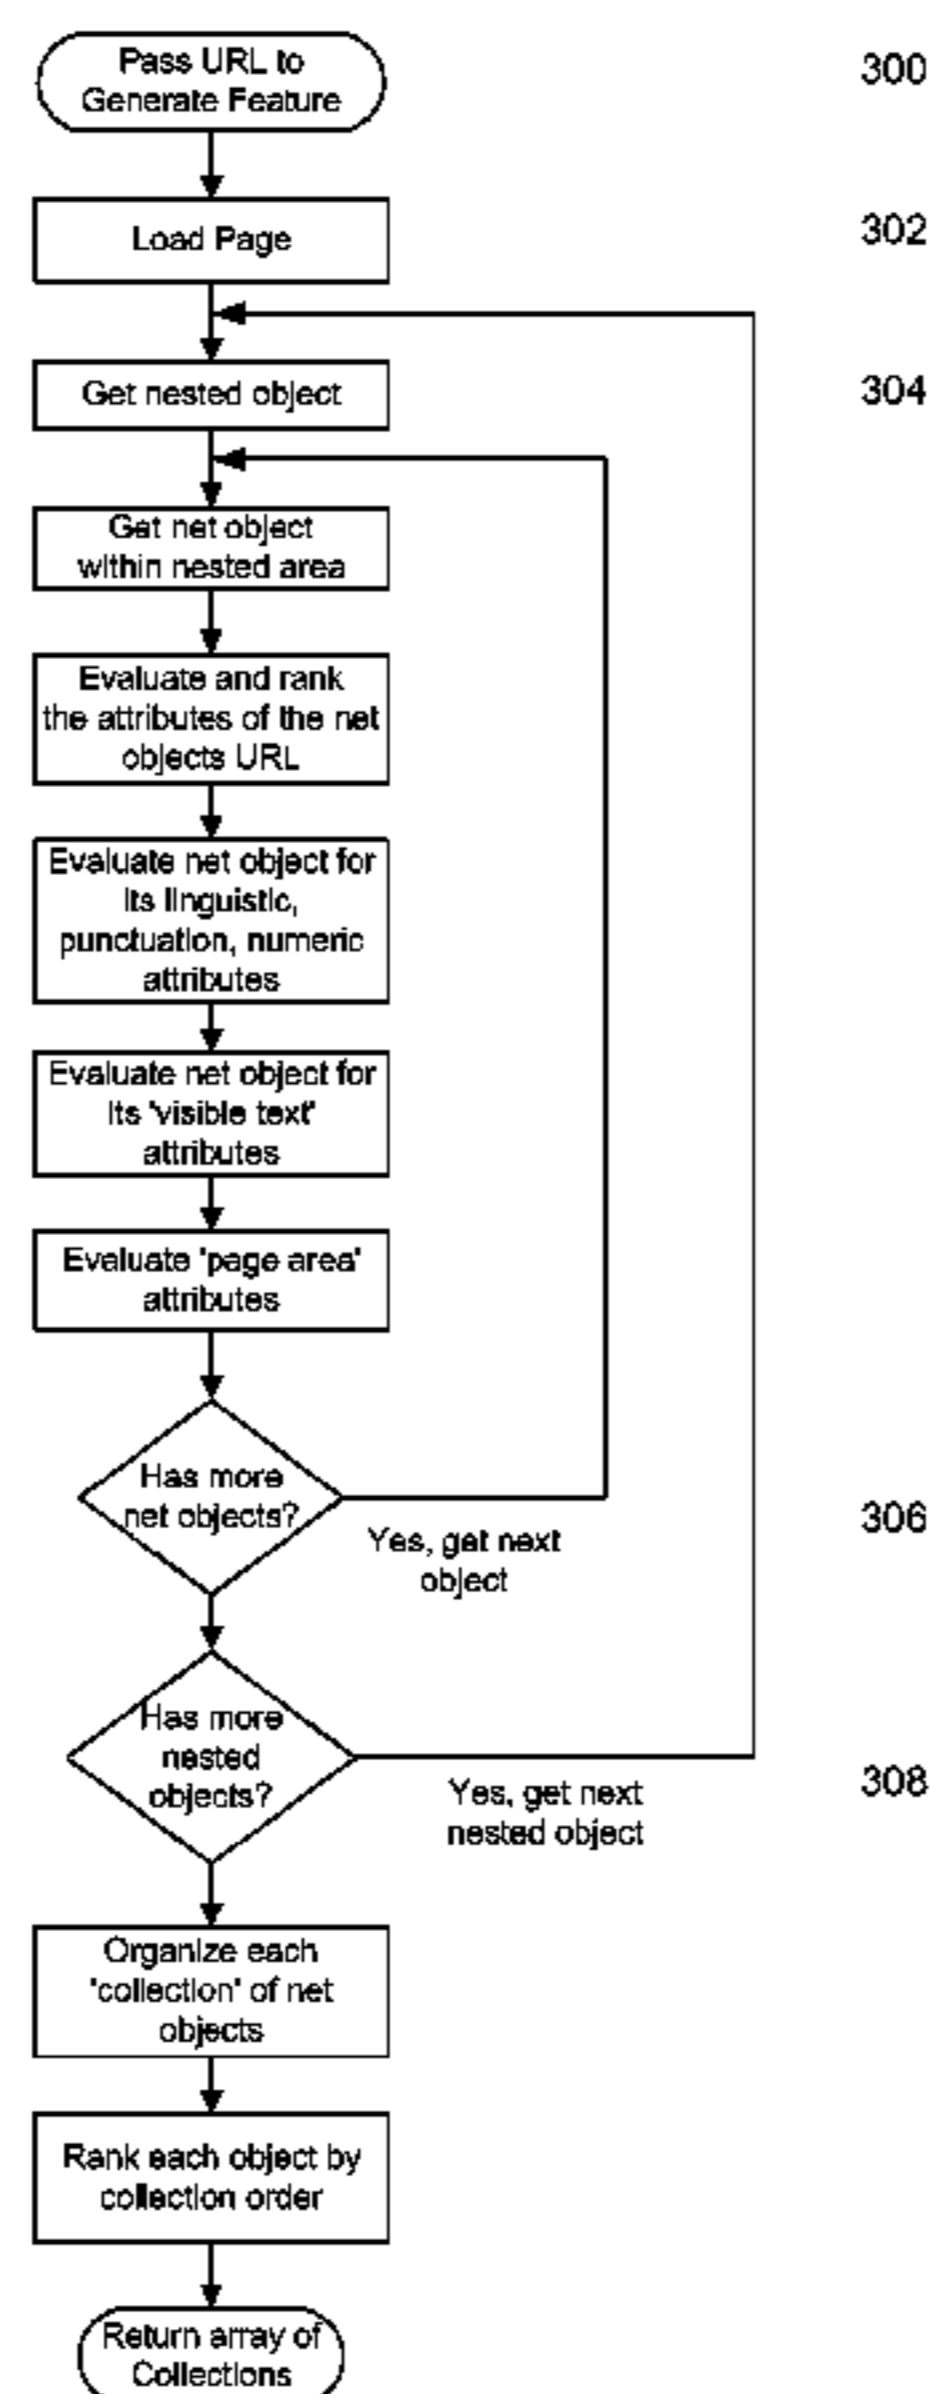 Pass URL to
Generate Feature
300
Load Page
302
Get nested object
304
Get net object
within nested area
Evaluate and rank
the attributes of the net
objects URL
Evaluate net object for
its linguistic,
punctuation, numeric
attributes
Evaluate net object for
its 'visible text'
attributes
Evaluate 'page area'
attributes
Has more
net objects?
Yes, get next
object
306
Has more
nested
objects?
Yes, get next
nested object
308
Organize each
'collection' of net
objects
Rank each object by
collection order
Return array of
Collections